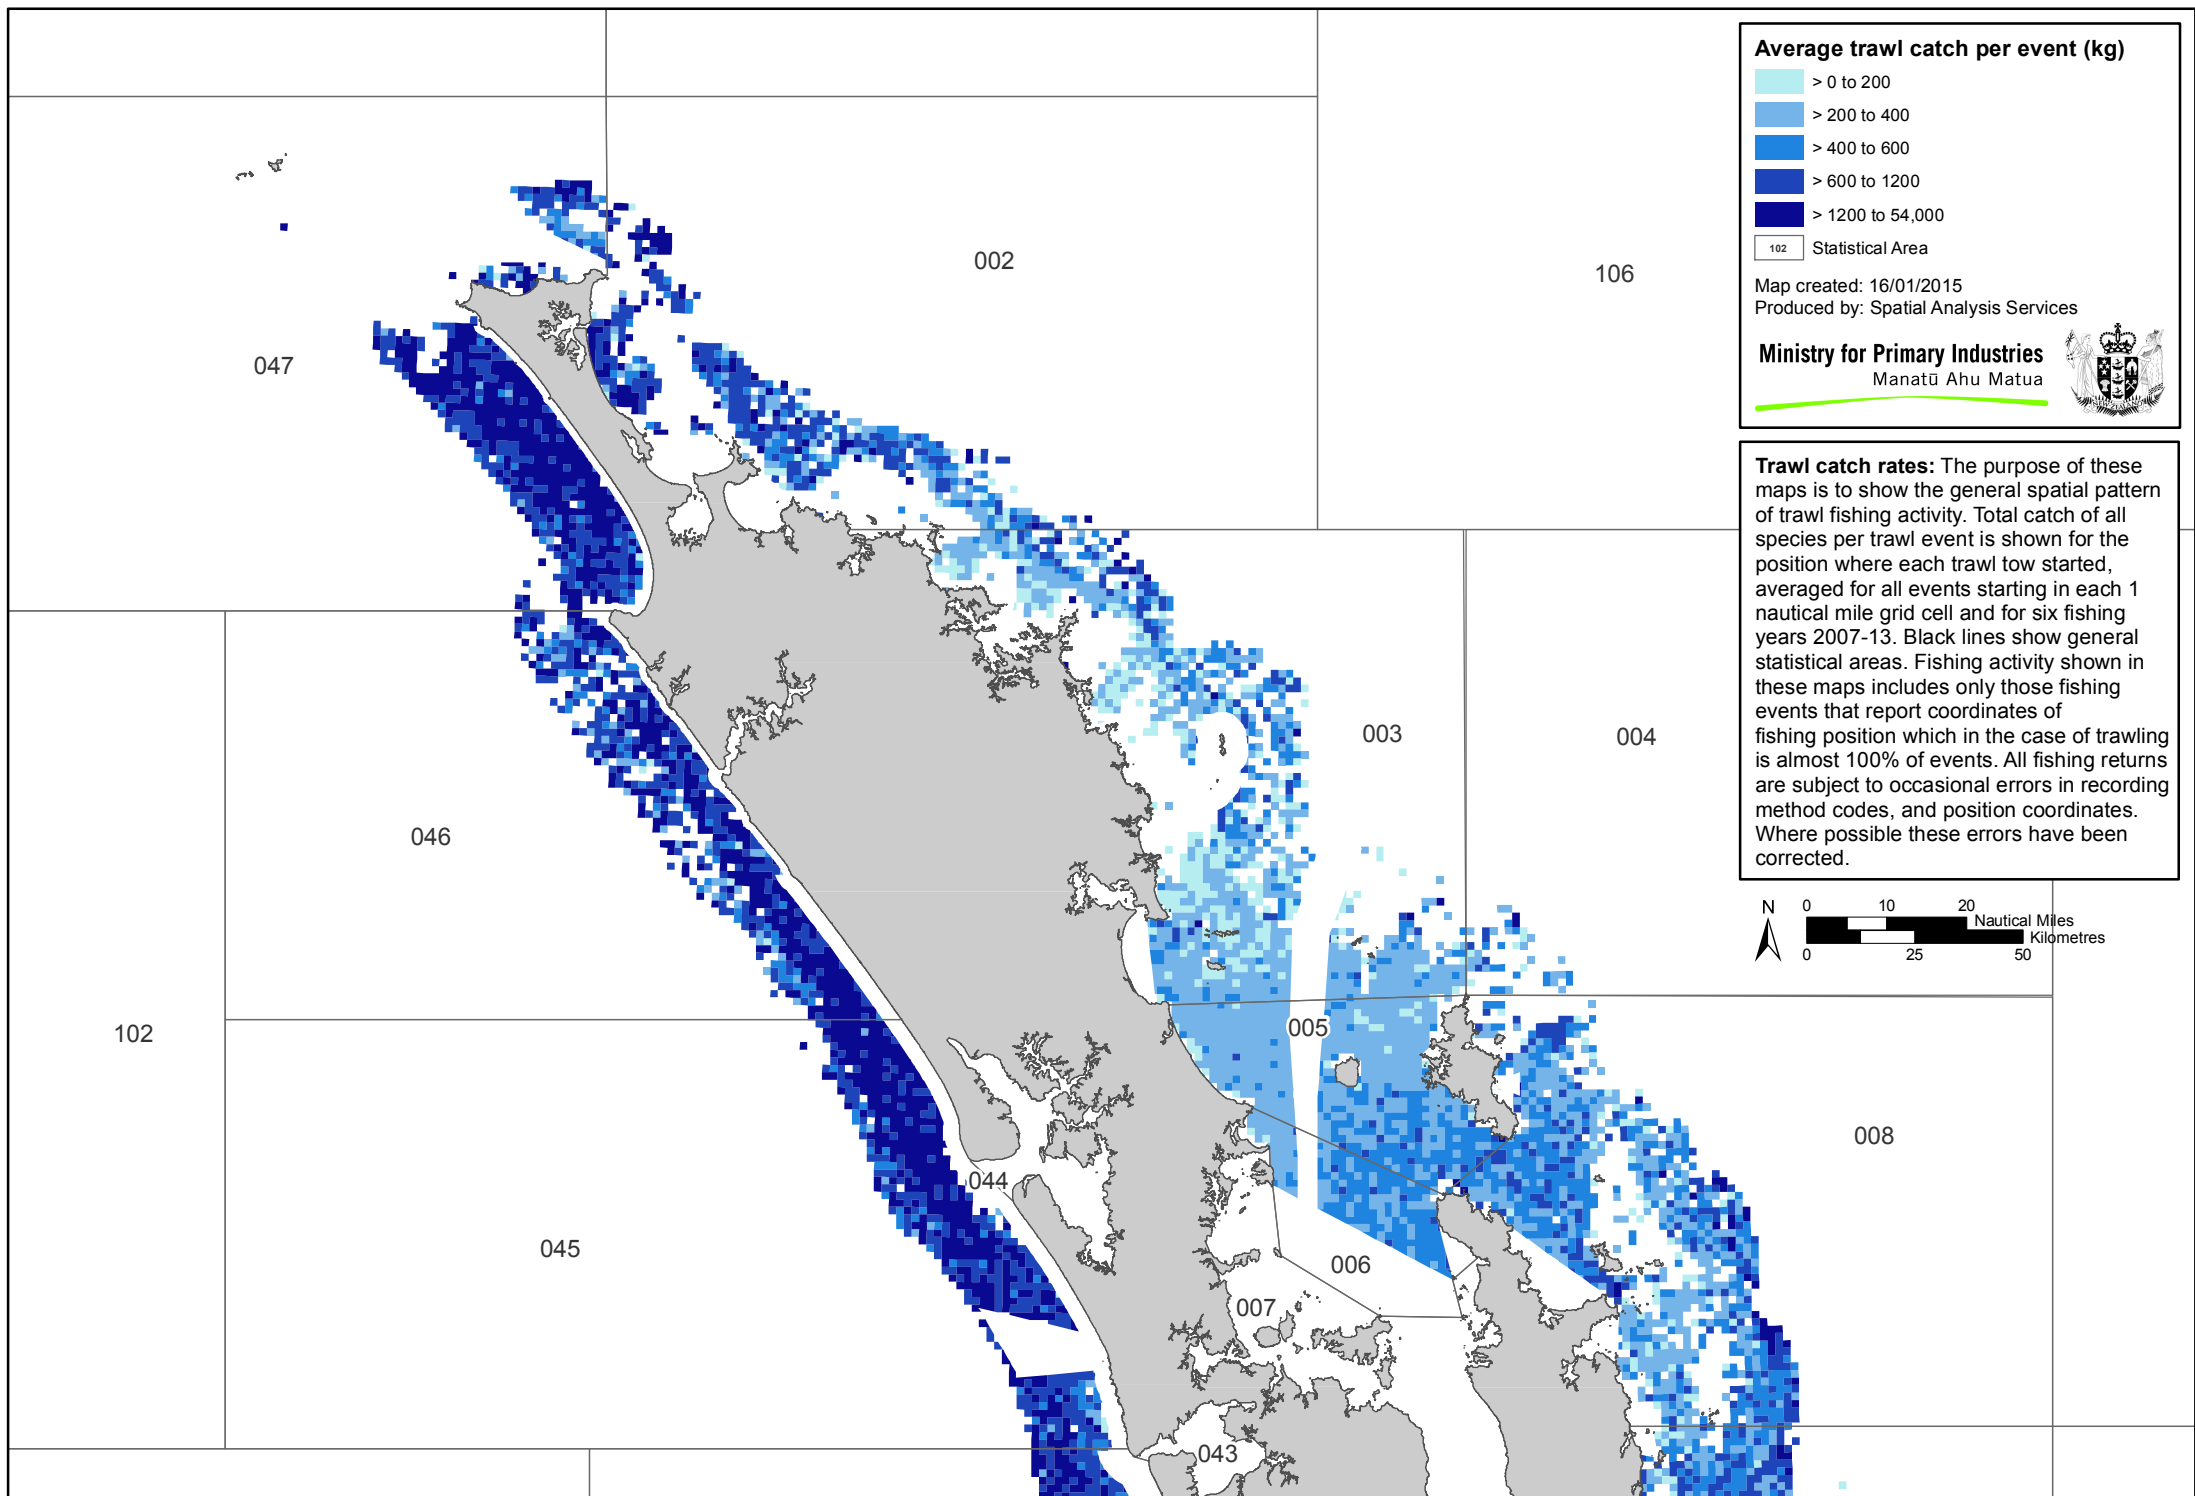 Average trawl catch per event (kg)
> 0 to 200
> 200 to 400
> 400 to 600
> 600 to 1200
> 1200 to 54,000
102 Statistical Area
Map created: 16/01/2015
Produced by: Spatial Analysis Services
Ministry for Primary Industries
Manatū Ahu Matua
Trawl catch rates: The purpose of these
maps is to show the general spatial pattern
of trawl fishing activity. Total catch of all
species per trawl event is shown for the
position where each trawl tow started,
averaged for all events starting in each 1
nautical mile grid cell and for six fishing
years 2007-13. Black lines show general
statistical areas. Fishing activity shown in
these maps includes only those fishing
events that report coordinates of
fishing position which in the case of trawling
is almost 100% of events. All fishing returns
are subject to occasional errors in recording
method codes, and position coordinates.
Where possible these errors have been
corrected.
N
0 10 20
Nautical Miles
Kilometres
0 25 50
002
106
047
003
004
046
102
005
008
044
045
006
007
043